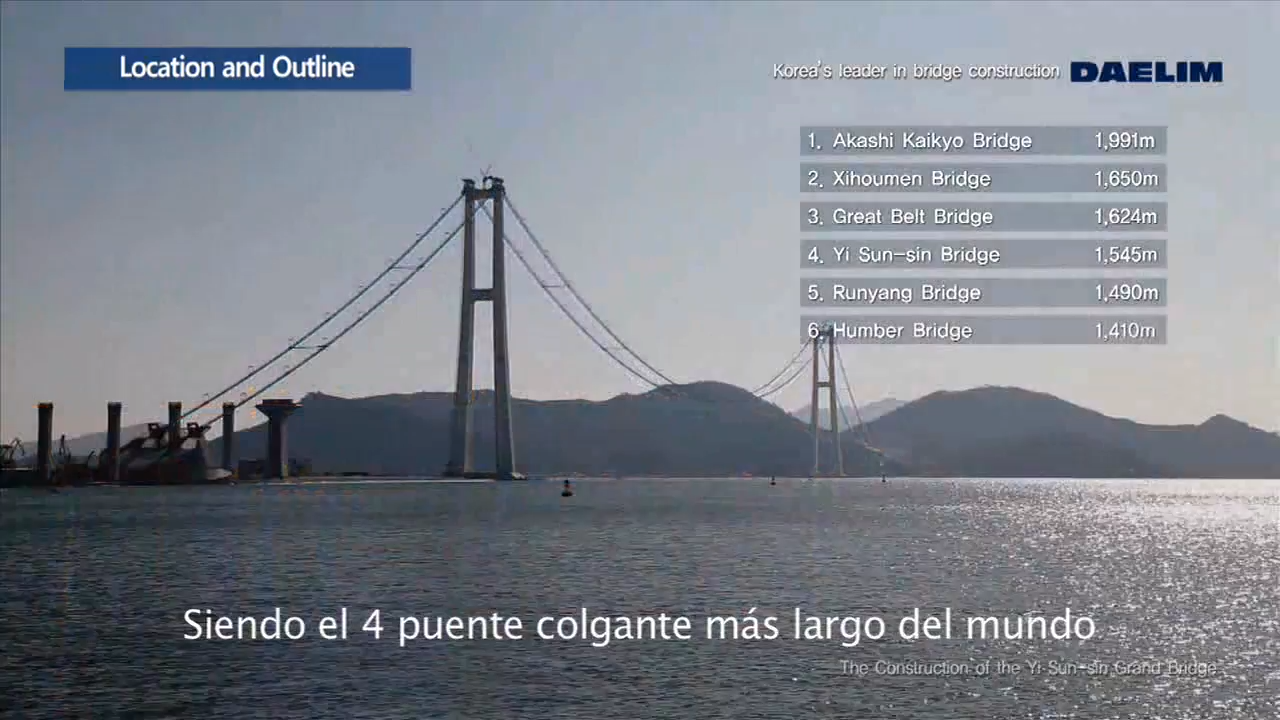 Location and Outline
Korea's leader in bridge construction DAELIM
1. Akashi Kaikyo Bridge 1,991m
2. Xihoumen Bridge 1,650m
3. Great Belt Bridge 1,624m
4. Yi Sun-sin Bridge 1,545m
5. Runyang Bridge 1,490m
6. Humber Bridge 1,410m
Siendo el 4 puente colgante más largo del mundo
The Construction of the Yi Sun-sin Grand Bridge